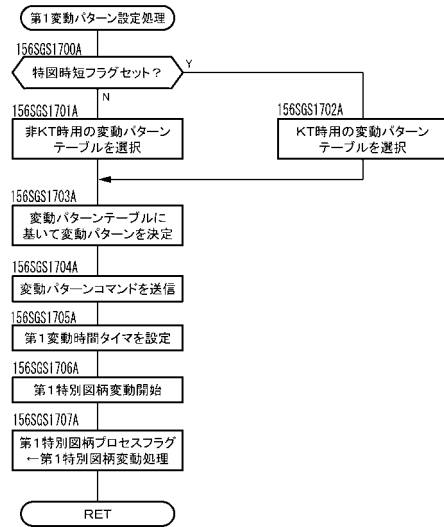 第1変動パターン設定処理
156SGS1700A
特図時短フラグセット?
Y
N
156SGS1701A
非KT時用の変動パターン
テーブルを選択
156SGS1702A
KT時用の変動パターン
テーブルを選択
156SGS1703A
変動パターンテーブルに
基いて変動パターンを決定
156SGS1704A
変動パターンコマンドを送信
156SGS1705A
第1変動時間タイマを設定
156SGS1706A
第1特別図柄変動開始
156SGS1707A
第1特別図柄プロセスフラグ
←第1特別図柄変動処理
RET